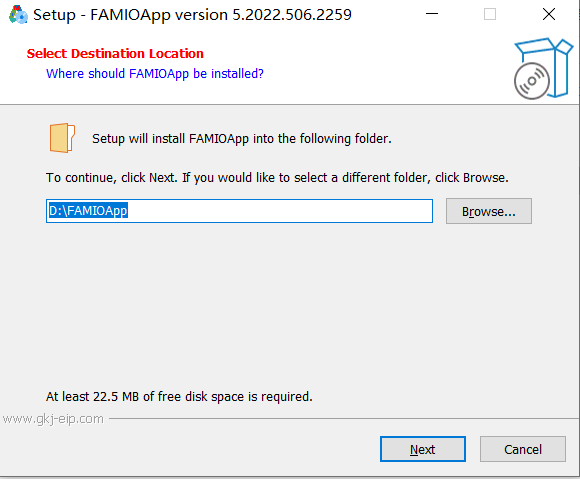 Setup - FAMIOApp version 5.2022.506.2259
Select Destination Location
Where should FAMIOApp be installed?
Setup will install FAMIOApp into the following folder.
To continue, click Next. If you would like to select a different folder, click Browse.
D:\FAMIOApp
Browse...
At least 22.5 MB of free disk space is required.
www.gkj-eip.com
Next
Cancel